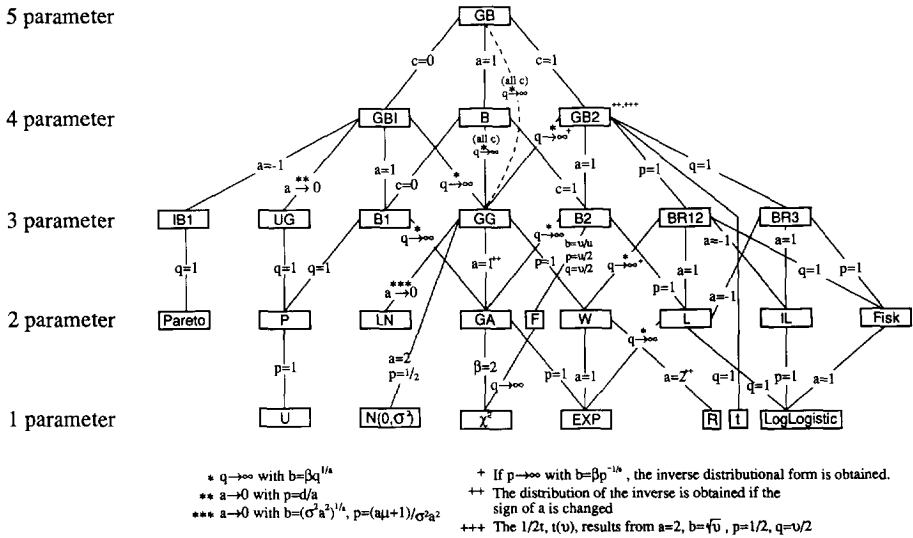 5 parameter
GB
c=0
a=1
c=1
(all c)
* q→∞
4 parameter
GB1
B
GB2
++,+++
a=-1
** a→0
a=1
c=0
* q→∞
(all c)
* q→∞
c=1
* q→∞+
a=1
p=1
q=1
3 parameter
IB1
UG
B1
GG
B2
BR12
BR3
q=1
q=1
q=1
* q→∞
*** a→0
a=1++
p=1
* q→∞
b=υ/u
p=u/2
q=υ/2
* q→∞+
p=1
a=1
a=-1
a=-1
a=1
q=1
p=1
2 parameter
Pareto
P
LN
GA
F
W
L
IL
Fisk
p=1
a=2
p=1/2
β=2
q→∞
p=1
a=1
* q→∞
a=2++
q=1
q=1
p=1
a=1
1 parameter
U
N(0,σ²)
χ²
EXP
R
t
LogLogistic
* q→∞ with b=βq^1/a
** a→0 with p=d/a
*** a→0 with b=(σ²a²)^1/a, p=(aμ+1)/σ²a²
+ If p→∞ with b=βp^-1/a, the inverse distributional form is obtained.
++ The distribution of the inverse is obtained if the
sign of a is changed
+++ The 1/2t, t(υ), results from a=2, b=√υ, p=1/2, q=υ/2